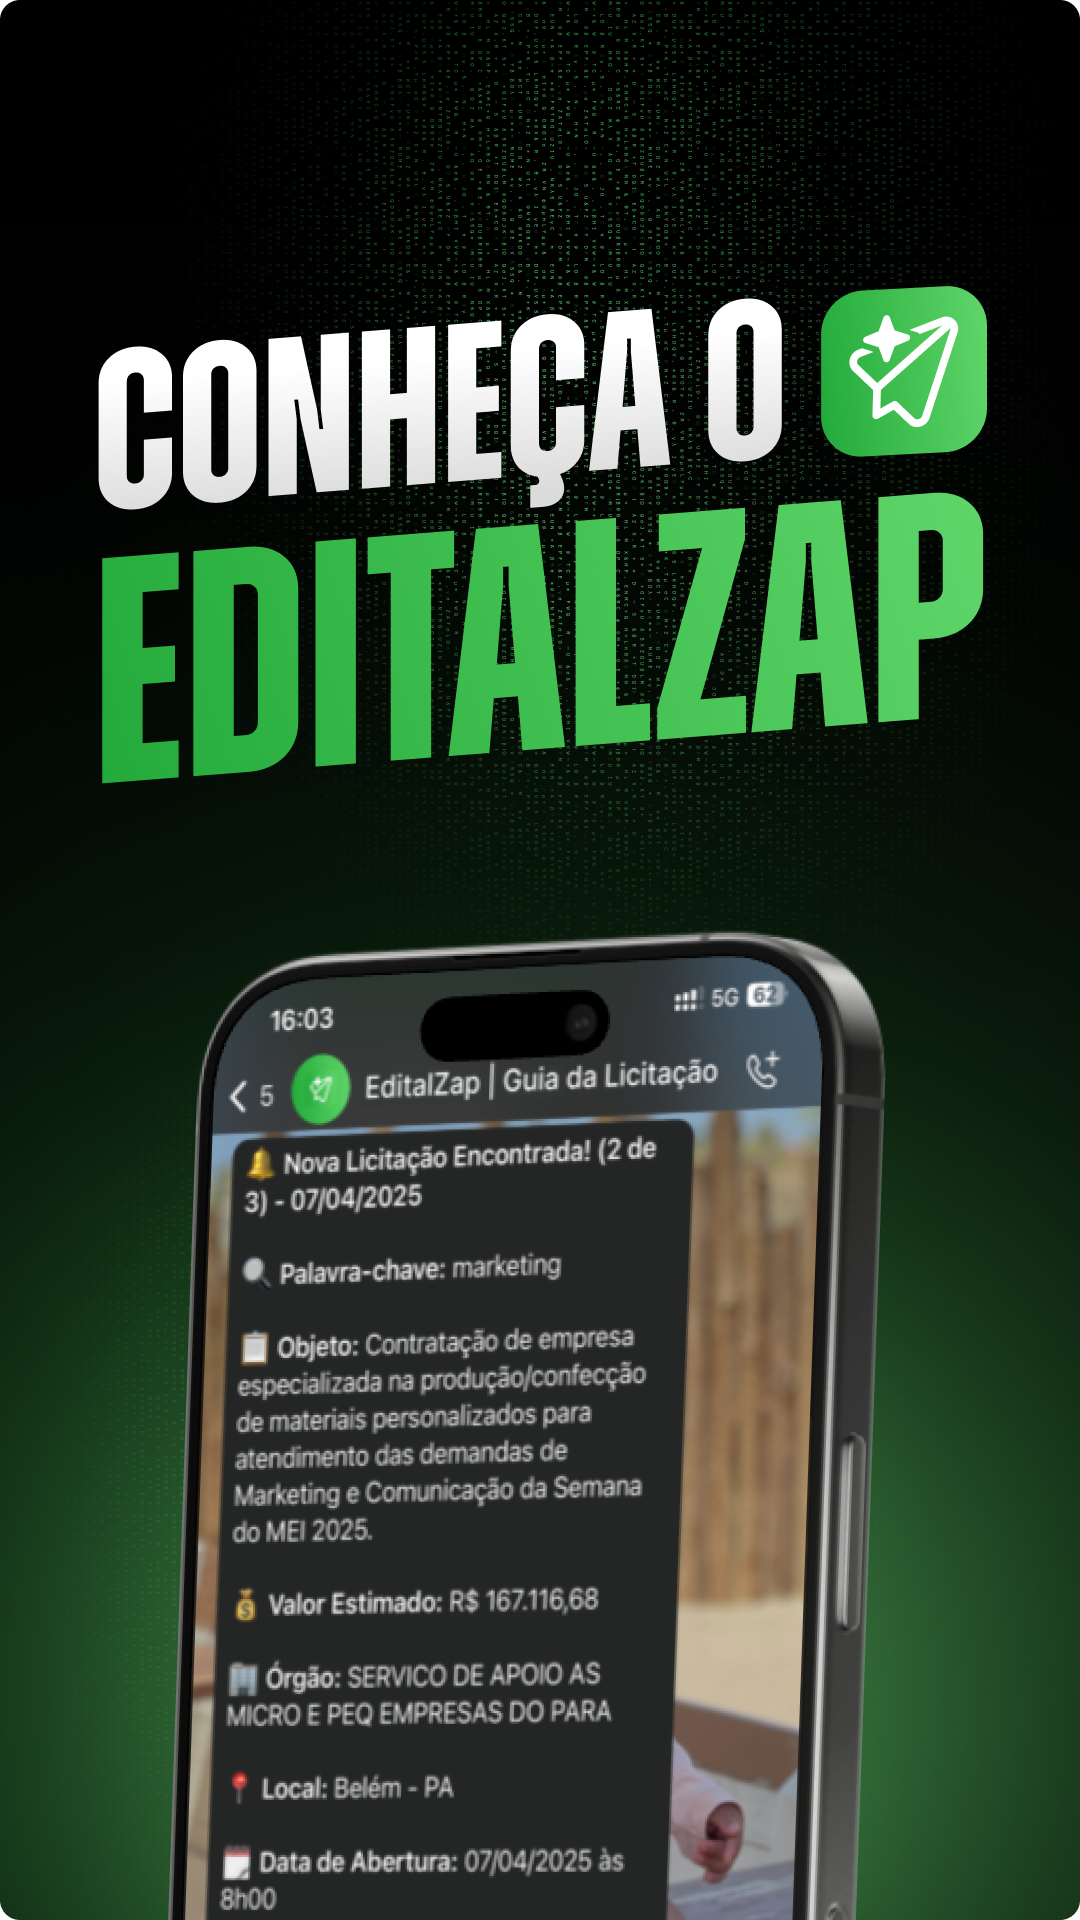 CONHEÇA O
EDITALZAP
16:03
5G 62
5 EditalZap | Guia da Licitação
🔔 Nova Licitação Encontrada! (2 de
3) - 07/04/2025
🔍 Palavra-chave: marketing
📋 Objeto: Contratação de empresa
especializada na produção/confecção
de materiais personalizados para
atendimento das demandas de
Marketing e Comunicação da Semana
do MEI 2025.
💰 Valor Estimado: R$ 167.116,68
🏢 Órgão: SERVICO DE APOIO AS
MICRO E PEQ EMPRESAS DO PARA
📍 Local: Belém - PA
🗓️ Data de Abertura: 07/04/2025 às
8h00